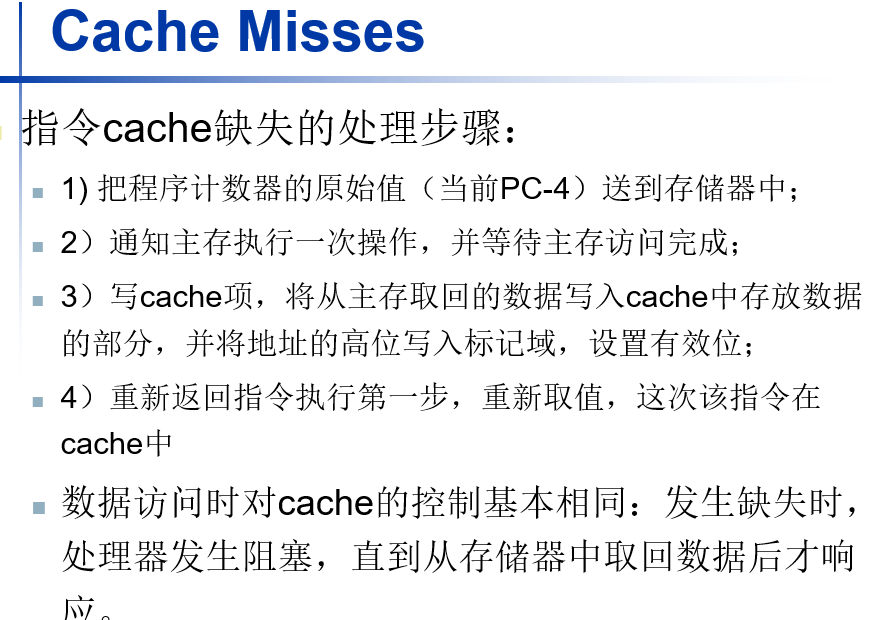 Cache Misses
指令cache缺失的处理步骤：
1) 把程序计数器的原始值（当前PC-4）送到存储器中；
2）通知主存执行一次操作，并等待主存访问完成；
3）写cache项，将从主存取回的数据写入cache中存放数据
的部分，并将地址的高位写入标记域，设置有效位；
4）重新返回指令执行第一步，重新取值，这次该指令在
cache中
数据访问时对cache的控制基本相同：发生缺失时，
处理器发生阻塞，直到从存储器中取回数据后才响
应。